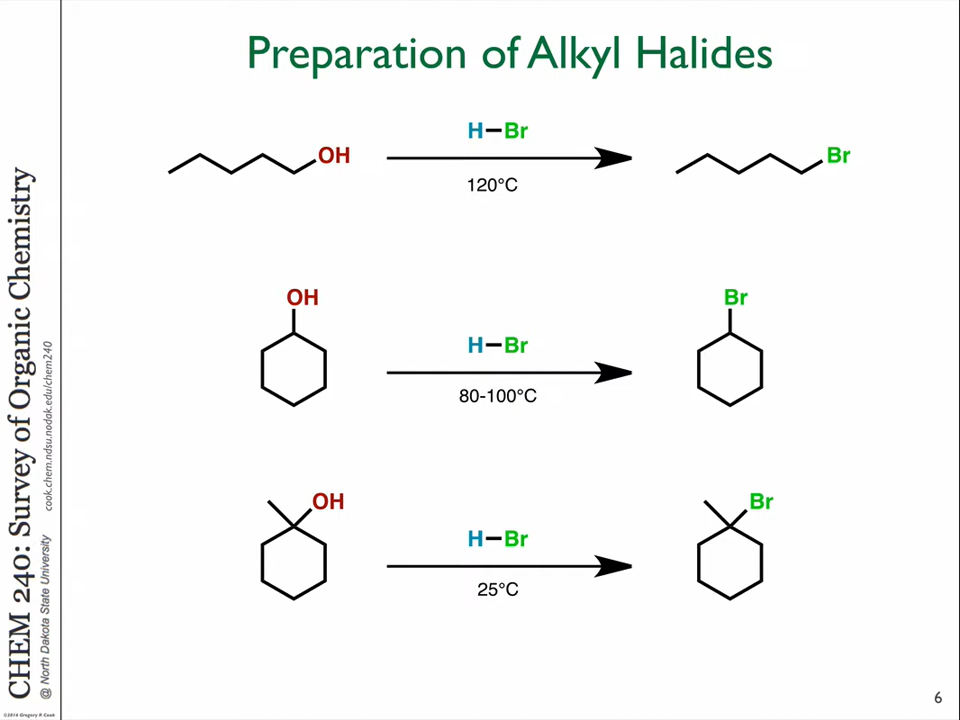 Preparation of Alkyl Halides
OH
H–Br
120°C
Br
OH
H–Br
80-100°C
Br
OH
H–Br
25°C
Br
CHEM 240: Survey of Organic Chemistry
@ North Dakota State University cook.chem.ndsu.nodak.edu/chem240
©2014 Gregory R Cook
6